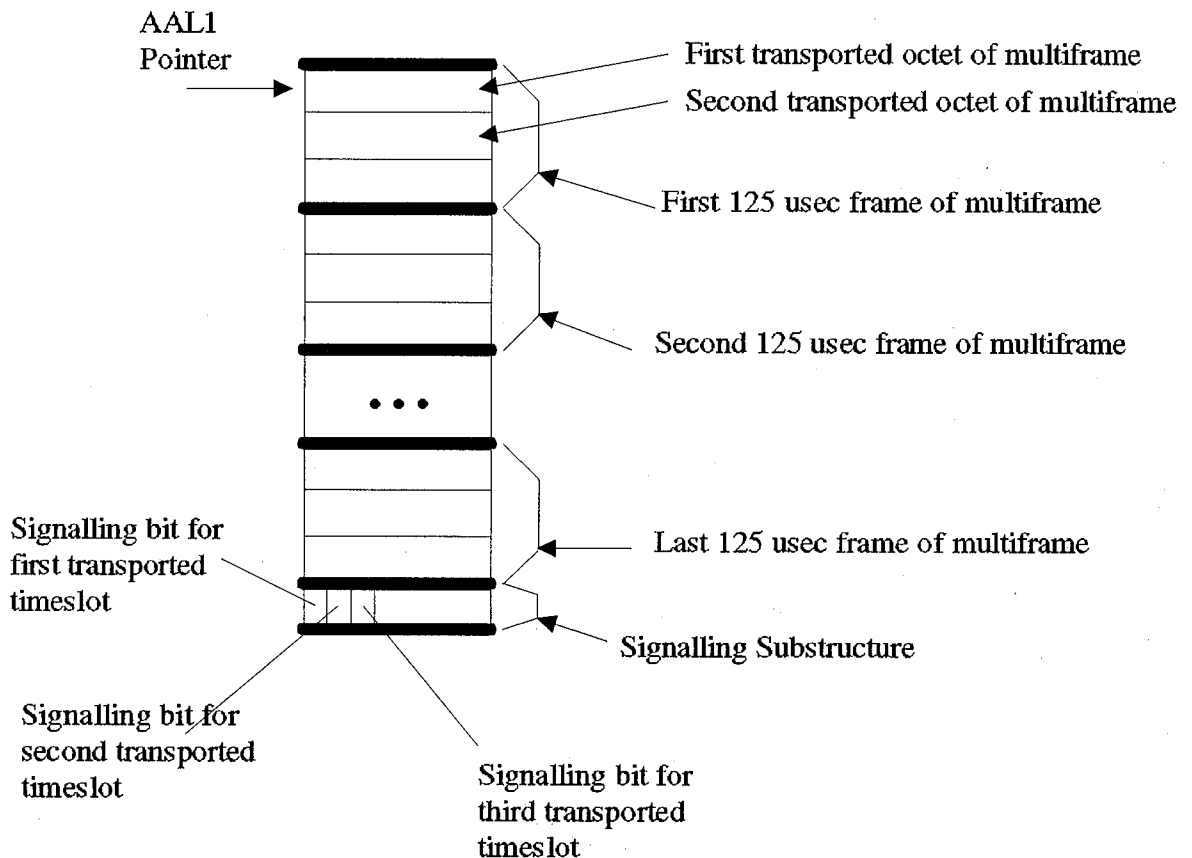 AAL1
Pointer
First transported octet of multiframe
Second transported octet of multiframe
First 125 usec frame of multiframe
Second 125 usec frame of multiframe
Signalling bit for
first transported
timeslot
Last 125 usec frame of multiframe
Signalling Substructure
Signalling bit for
second transported
timeslot
Signalling bit for
third transported
timeslot